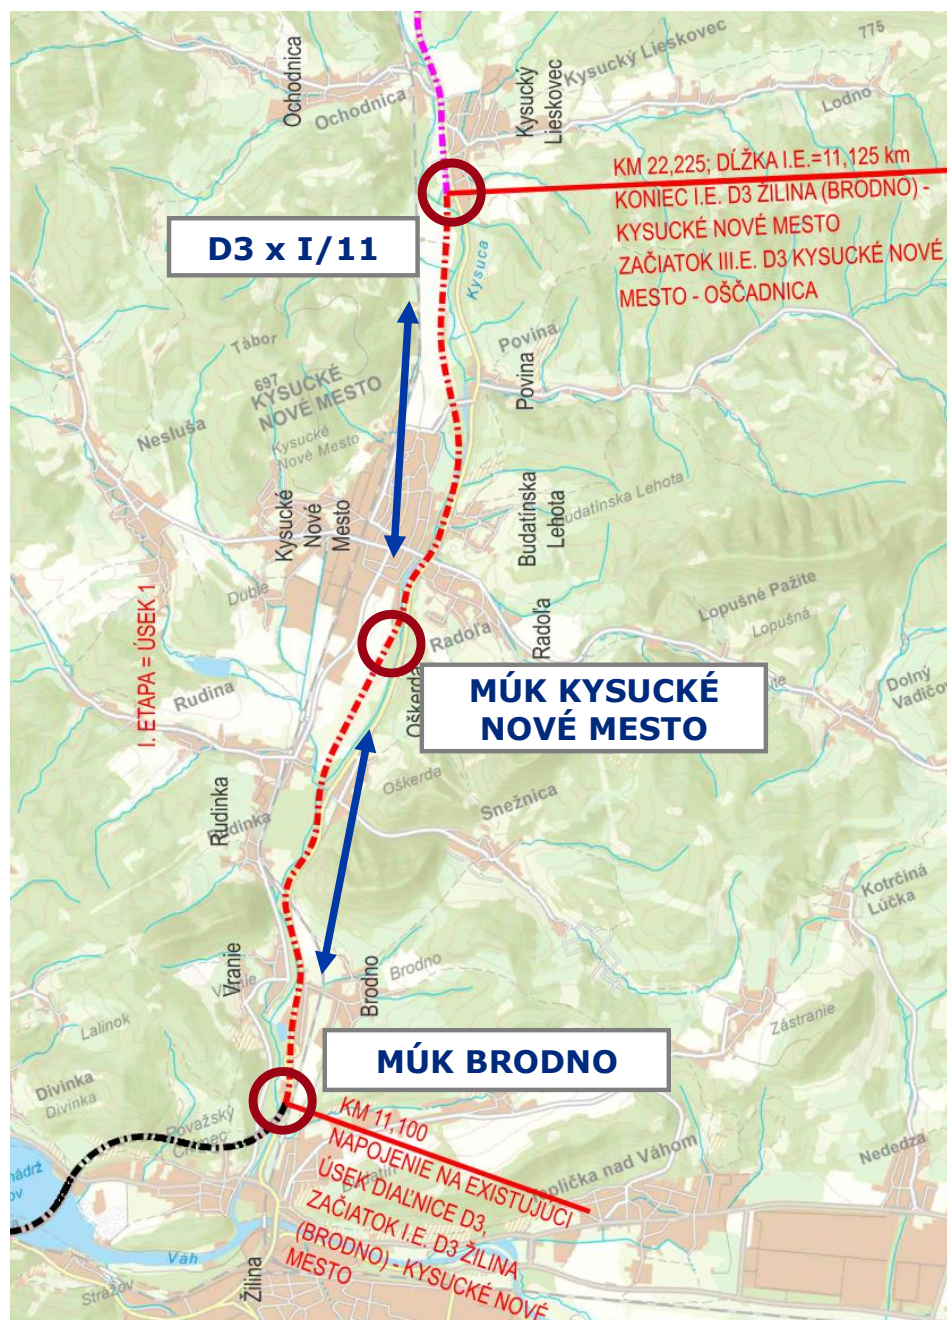 775
Ochodnica
Ochodnica
Kysucký Lieskovec
Kysucký
Lieskovec
Lodno
KM 22,225; DĹŽKA I.E.=11,125 km
KONIEC I.E. D3 ŽILINA (BRODNO) -
KYSUCKÉ NOVÉ MESTO
ZAČIATOK III.E. D3 KYSUCKÉ NOVÉ
MESTO - OŠČADNICA
D3 x I/11
Kysuca
Tábor
Povina
Povina
697
KYSUCKÉ
NOVÉ MESTO
Kysucké
Nové Mesto
Nesluša
Kysucké
Nové
Mesto
Budatínska
Lehota
Budatínska Lehota
Dubie
Lopušné Pažite
Lopušná
Radoľa
Radoľa
I. ETAPA = ÚSEK 1
Rudina
Oškerda
MÚK KYSUCKÉ
NOVÉ MESTO
Dolný
Oškerda
Snežnica
Rudinka
Rudinka
Kotrčiná
Lúčka
Vranie
Vranie
Brodno
Brodno
Lalinok
Zástranie
MÚK BRODNO
Divinka
Divinka
Považský
KM 11,100
NAPOJENIE NA EXISTUJÚCI
ÚSEK DIAĽNICE D3,
ZAČIATOK I.E. D3 ŽILINA
(BRODNO) - KYSUCKÉ NOVÉ
MESTO
nad Váhom
Nededza
Váh
Strážov
Žilina